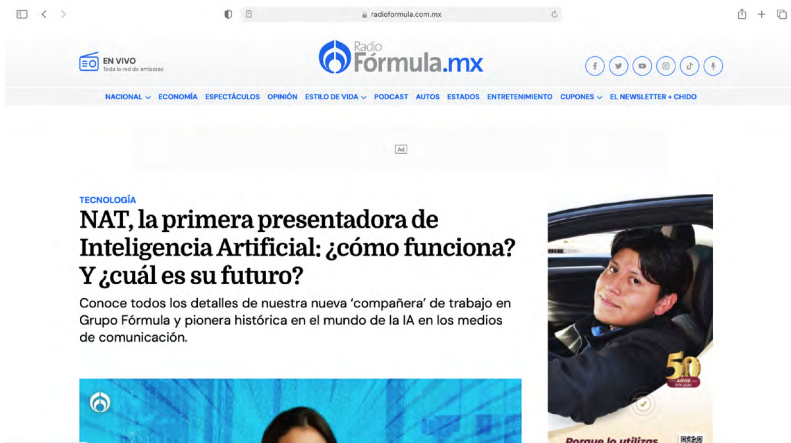 radioformula.com.mx
EN VIVO
Toda la red de emisoras
Radio
Fórmula.mx
NACIONAL ECONOMÍA ESPECTÁCULOS OPINIÓN ESTILO DE VIDA PODCAST AUTOS ESTADOS ENTRETENIMIENTO CUPONES EL NEWSLETTER + CHIDO
Ad
TECNOLOGÍA
NAT, la primera presentadora de
Inteligencia Artificial: ¿cómo funciona?
Y ¿cuál es su futuro?
Conoce todos los detalles de nuestra nueva ‘compañera’ de trabajo en
Grupo Fórmula y pionera histórica en el mundo de la IA en los medios
de comunicación.
50
AÑOS
Porque lo utilizas